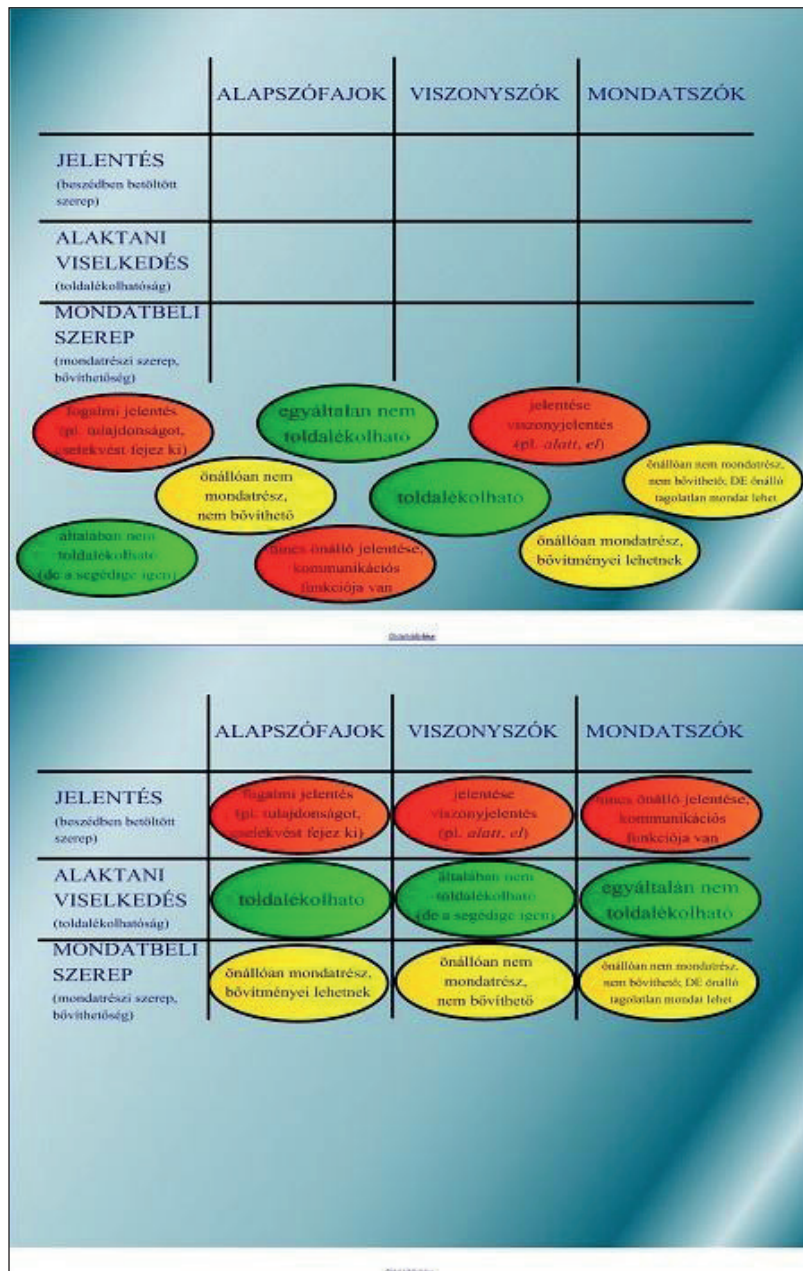 ALAPSZÓFAJOK VISZONYSZÓK MONDATSZÓK
JELENTÉS
(beszédben betöltött
szerep)
ALAKTANI
VISELKEDÉS
(toldalékolhatóság)
MONDATBELI
SZEREP
(mondatrészi szerep,
bővíthetőség)
fogalmi jelentés
(pl. tulajdonságot,
cselekvést fejez ki)
egyáltalán nem
toldalékolható
jelentése
viszonyjelentés
(pl. alatt, el)
önállóan nem
mondatrész,
nem bővíthető
toldalékolható
önállóan nem mondatrész,
nem bővíthető; DE önálló
tagolatlan mondat lehet
általában nem
toldalékolható
(de a segédige igen)
nincs önálló jelentése,
kommunikációs
funkciója van
önállóan mondatrész,
bővítményei lehetnek
ALAPSZÓFAJOK VISZONYSZÓK MONDATSZÓK
JELENTÉS
(beszédben betöltött
szerep)
fogalmi jelentés
(pl. tulajdonságot,
cselekvést fejez ki)
jelentése
viszonyjelentés
(pl. alatt, el)
nincs önálló jelentése,
kommunikációs
funkciója van
ALAKTANI
VISELKEDÉS
(toldalékolhatóság)
toldalékolható
általában nem
toldalékolható
(de a segédige igen)
egyáltalán nem
toldalékolható
MONDATBELI
SZEREP
(mondatrészi szerep,
bővíthetőség)
önállóan mondatrész,
bővítményei lehetnek
önállóan nem
mondatrész,
nem bővíthető
önállóan nem mondatrész,
nem bővíthető; DE önálló
tagolatlan mondat lehet